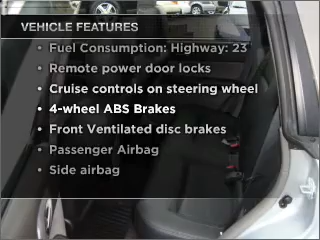 VEHICLE FEATURES
• Fuel Consumption: Highway: 23
• Remote power door locks
• Cruise controls on steering wheel
• 4-wheel ABS Brakes
• Front Ventilated disc brakes
• Passenger Airbag
• Side airbag